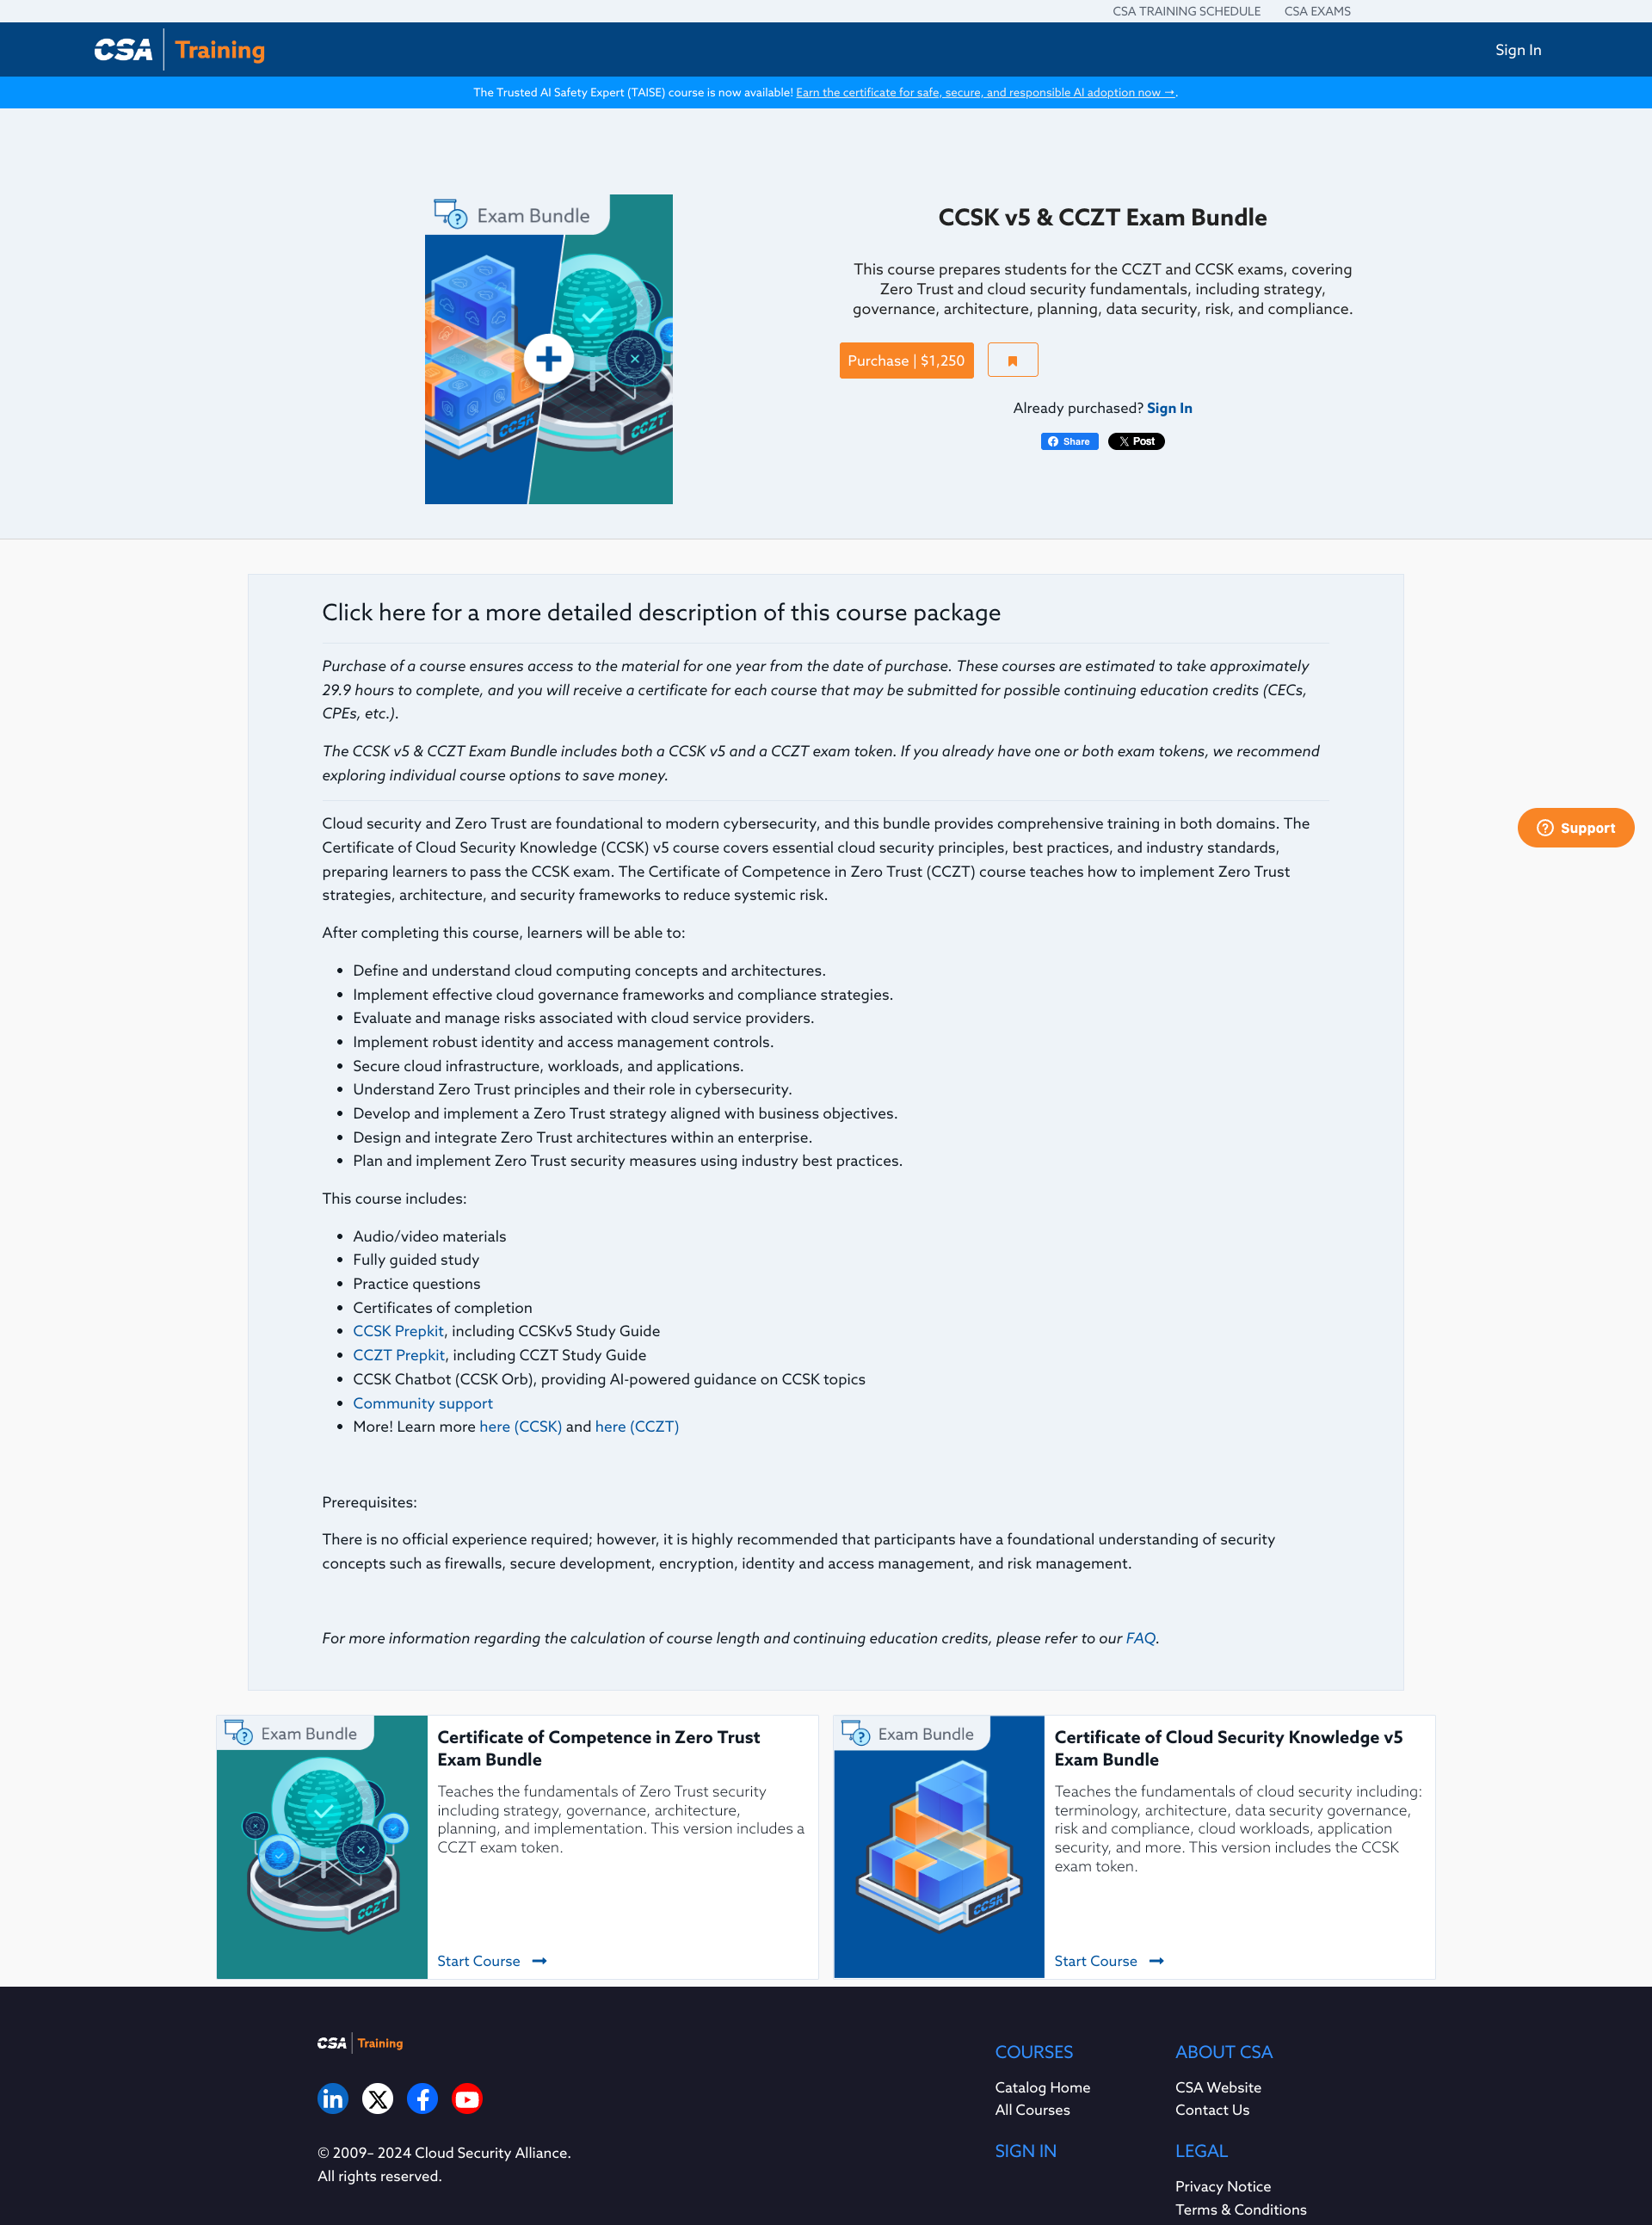 CSA TRAINING SCHEDULE CSA EXAMS
CSA Training Sign In
The Trusted AI Safety Expert (TAISE) course is now available! Earn the certificate for safe, secure, and responsible AI adoption now →.
Exam Bundle
CCSK
CCZT
CCSK v5 & CCZT Exam Bundle
This course prepares students for the CCZT and CCSK exams, covering
Zero Trust and cloud security fundamentals, including strategy,
governance, architecture, planning, data security, risk, and compliance.
Purchase | $1,250
Already purchased? Sign In
Share Post
Click here for a more detailed description of this course package
Purchase of a course ensures access to the material for one year from the date of purchase. These courses are estimated to take approximately
29.9 hours to complete, and you will receive a certificate for each course that may be submitted for possible continuing education credits (CECs,
CPEs, etc.).
The CCSK v5 & CCZT Exam Bundle includes both a CCSK v5 and a CCZT exam token. If you already have one or both exam tokens, we recommend
exploring individual course options to save money.
Support
Cloud security and Zero Trust are foundational to modern cybersecurity, and this bundle provides comprehensive training in both domains. The
Certificate of Cloud Security Knowledge (CCSK) v5 course covers essential cloud security principles, best practices, and industry standards,
preparing learners to pass the CCSK exam. The Certificate of Competence in Zero Trust (CCZT) course teaches how to implement Zero Trust
strategies, architecture, and security frameworks to reduce systemic risk.
After completing this course, learners will be able to:
• Define and understand cloud computing concepts and architectures.
• Implement effective cloud governance frameworks and compliance strategies.
• Evaluate and manage risks associated with cloud service providers.
• Implement robust identity and access management controls.
• Secure cloud infrastructure, workloads, and applications.
• Understand Zero Trust principles and their role in cybersecurity.
• Develop and implement a Zero Trust strategy aligned with business objectives.
• Design and integrate Zero Trust architectures within an enterprise.
• Plan and implement Zero Trust security measures using industry best practices.
This course includes:
• Audio/video materials
• Fully guided study
• Practice questions
• Certificates of completion
• CCSK Prepkit, including CCSKv5 Study Guide
• CCZT Prepkit, including CCZT Study Guide
• CCSK Chatbot (CCSK Orb), providing AI-powered guidance on CCSK topics
• Community support
• More! Learn more here (CCSK) and here (CCZT)
Prerequisites:
There is no official experience required; however, it is highly recommended that participants have a foundational understanding of security
concepts such as firewalls, secure development, encryption, identity and access management, and risk management.
For more information regarding the calculation of course length and continuing education credits, please refer to our FAQ.
Exam Bundle
CCZT
Certificate of Competence in Zero Trust
Exam Bundle
Teaches the fundamentals of Zero Trust security
including strategy, governance, architecture,
planning, and implementation. This version includes a
CCZT exam token.
Start Course
Exam Bundle
CCSK
Certificate of Cloud Security Knowledge v5
Exam Bundle
Teaches the fundamentals of cloud security including:
terminology, architecture, data security governance,
risk and compliance, cloud workloads, application
security, and more. This version includes the CCSK
exam token.
Start Course
CSA Training
© 2009– 2024 Cloud Security Alliance.
All rights reserved.
COURSES
Catalog Home
All Courses
SIGN IN
ABOUT CSA
CSA Website
Contact Us
LEGAL
Privacy Notice
Terms & Conditions